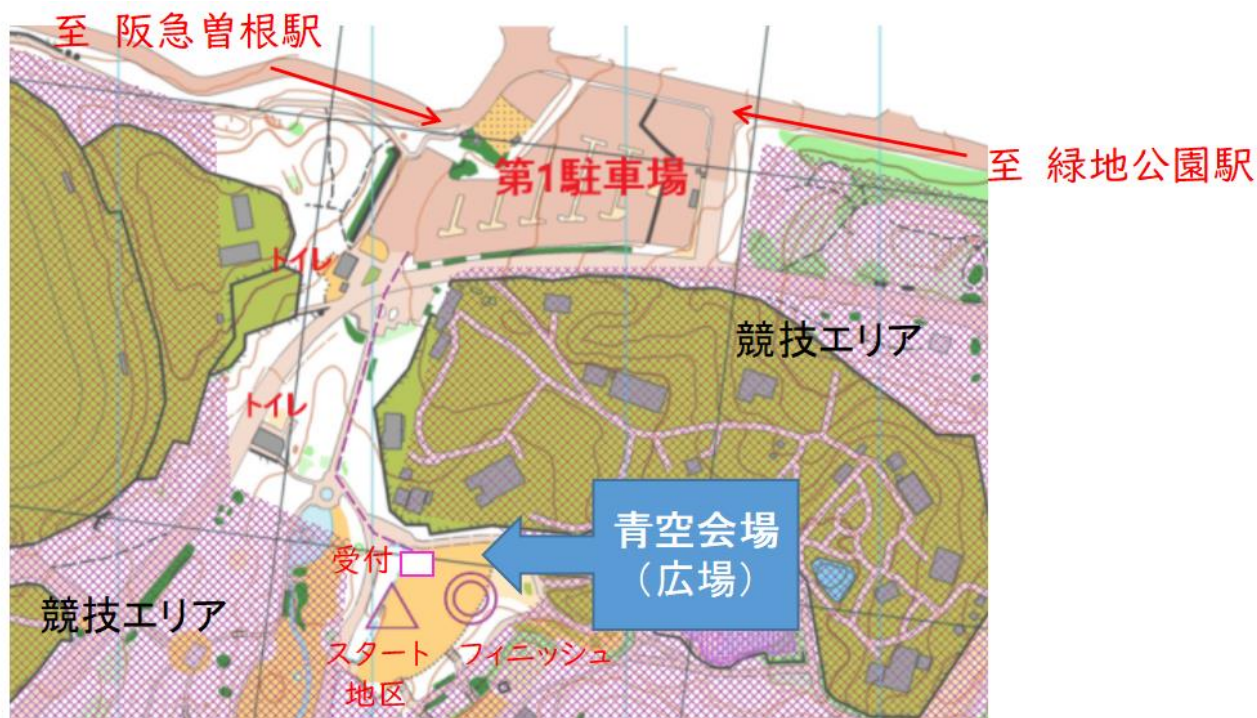 至 阪急曽根駅
至 緑地公園駅
第1駐車場
トイレ
競技エリア
トイレ
青空会場
（広場）
受付
競技エリア
スタート
地区
フィニッシュ